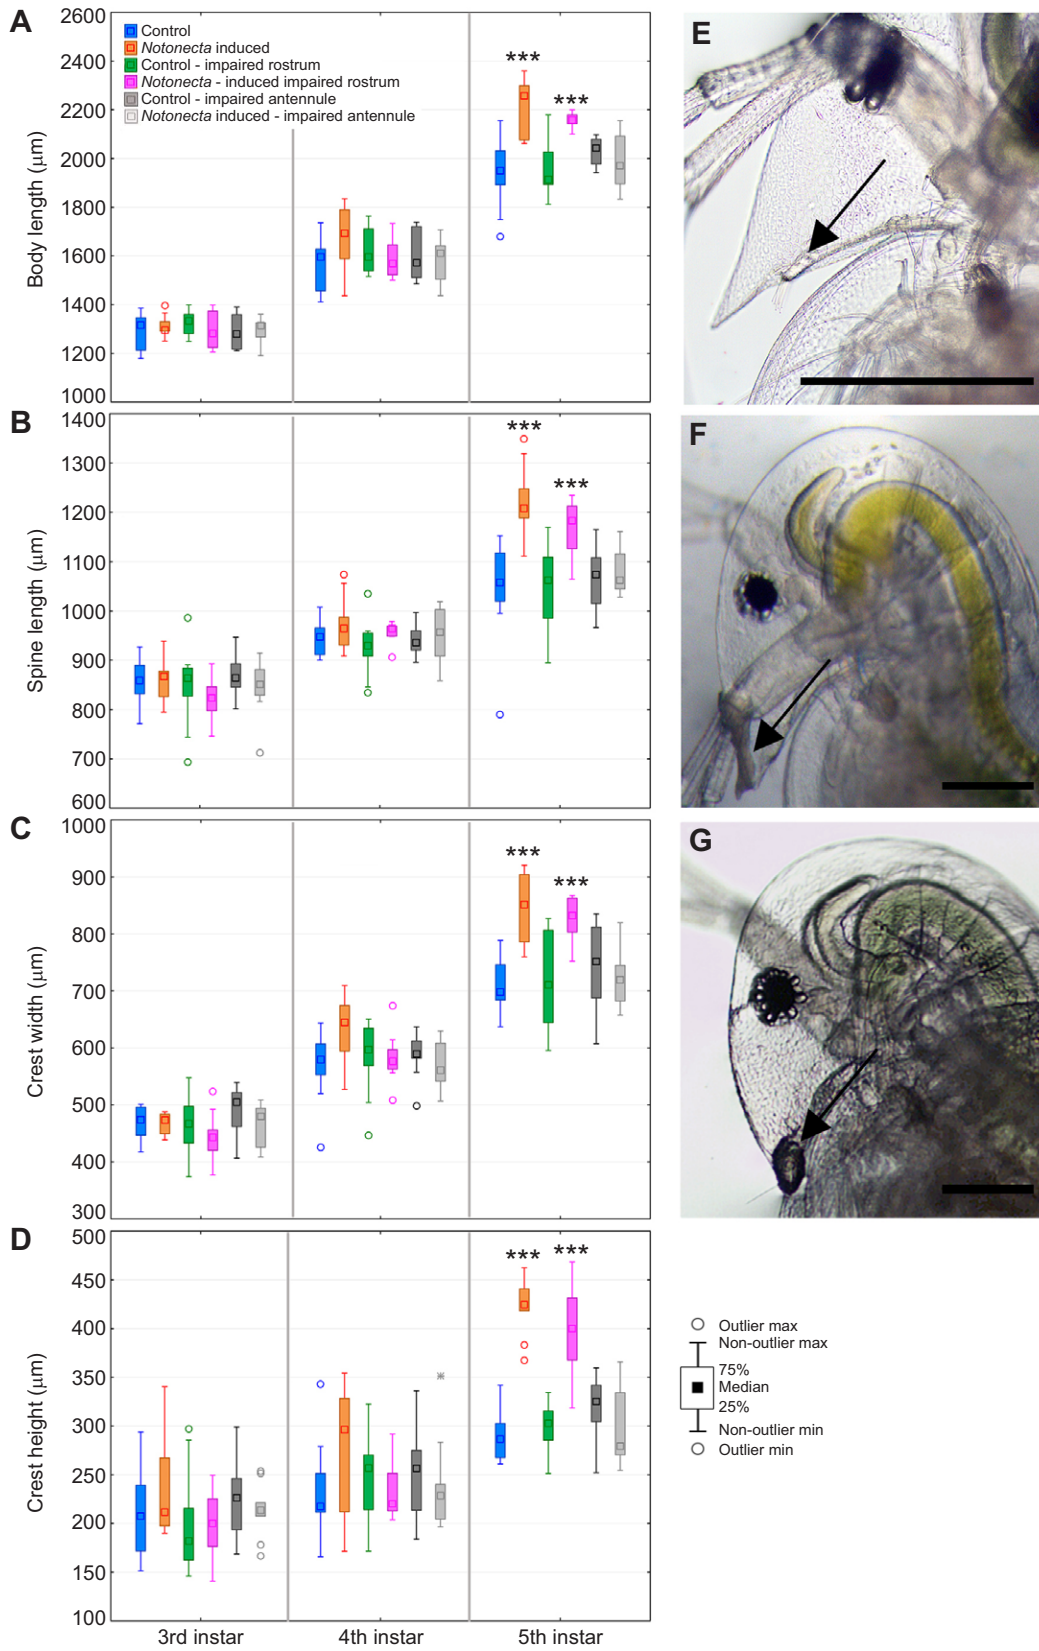 A
2600
2400
2200
2000
1800
1600
1400
1200
1000
Body length (µm)
Control
Notonecta induced
Control - impaired rostrum
Notonecta - induced impaired rostrum
Control - impaired antennule
Notonecta induced - impaired antennule
***
***
B
1400
1300
1200
1100
1000
900
800
700
600
Spine length (µm)
***
***
C
1000
900
800
700
600
500
400
300
Crest width (µm)
***
***
D
500
450
400
350
300
250
200
150
100
Crest height (µm)
***
***
3rd instar
4th instar
5th instar
E
F
G
Outlier max
Non-outlier max
75%
Median
25%
Non-outlier min
Outlier min